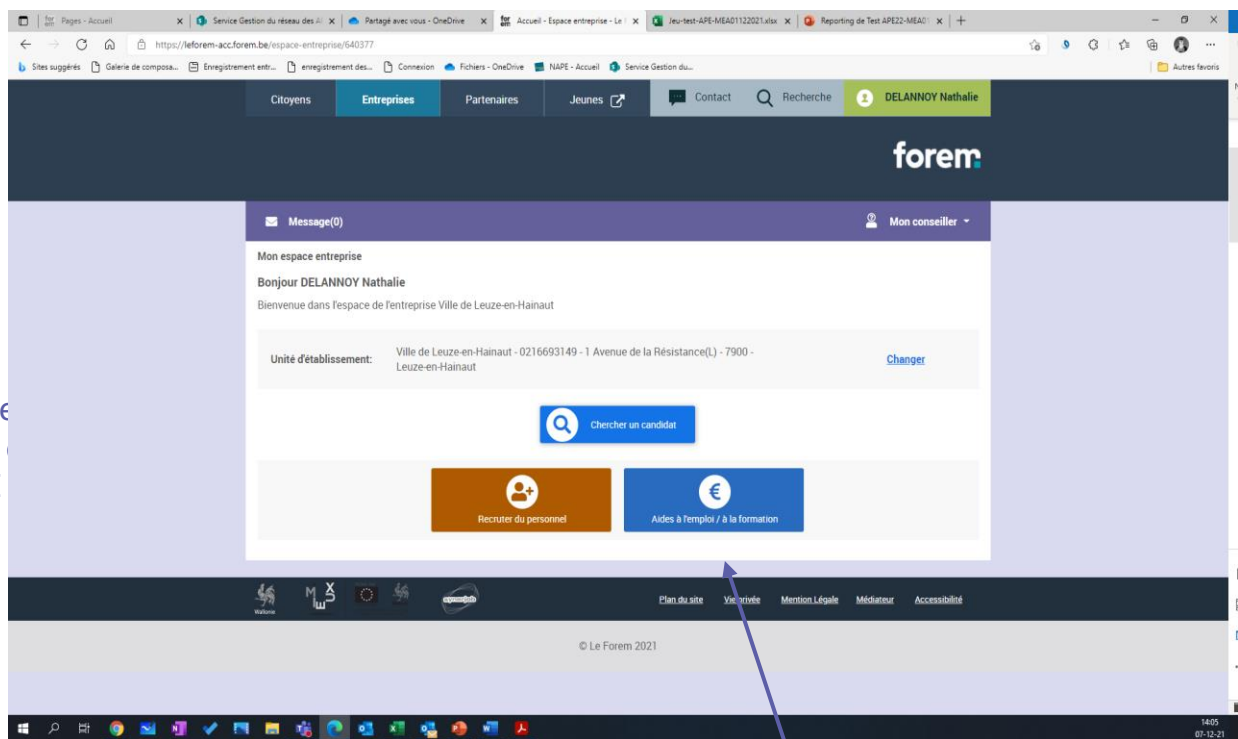 Pages - Accueil
Service Gestion du réseau des A
Partagé avec vous - OneDrive
Accueil - Espace entreprise - Le
Jeu-test-APE-MEA01122021.xlsx
Reporting de Test APE22-MEA0
https://leforem-acc.forem.be/espace-entreprise/640377
Sites suggérés
Galerie de composa...
Enregistrement entr...
enregistrement des...
Connexion
Fichiers - OneDrive
NAPE - Accueil
Service Gestion du...
Autres favoris
Citoyens
Entreprises
Partenaires
Jeunes
Contact
Recherche
DELANNOY Nathalie
forem
Message(0)
Mon conseiller
Mon espace entreprise
Bonjour DELANNOY Nathalie
Bienvenue dans l'espace de l'entreprise Ville de Leuze-en-Hainaut
Unité d'établissement:
Ville de Leuze-en-Hainaut - 0216693149 - 1 Avenue de la Résistance(L) - 7900 -
Leuze-en-Hainaut
Changer
Chercher un candidat
Recruter du personnel
€
Aides à l'emploi / à la formation
Wallonie
Plan du site
Vie privée
Mention Légale
Médiateur
Accessibilité
© Le Forem 2021
14:05
07-12-21